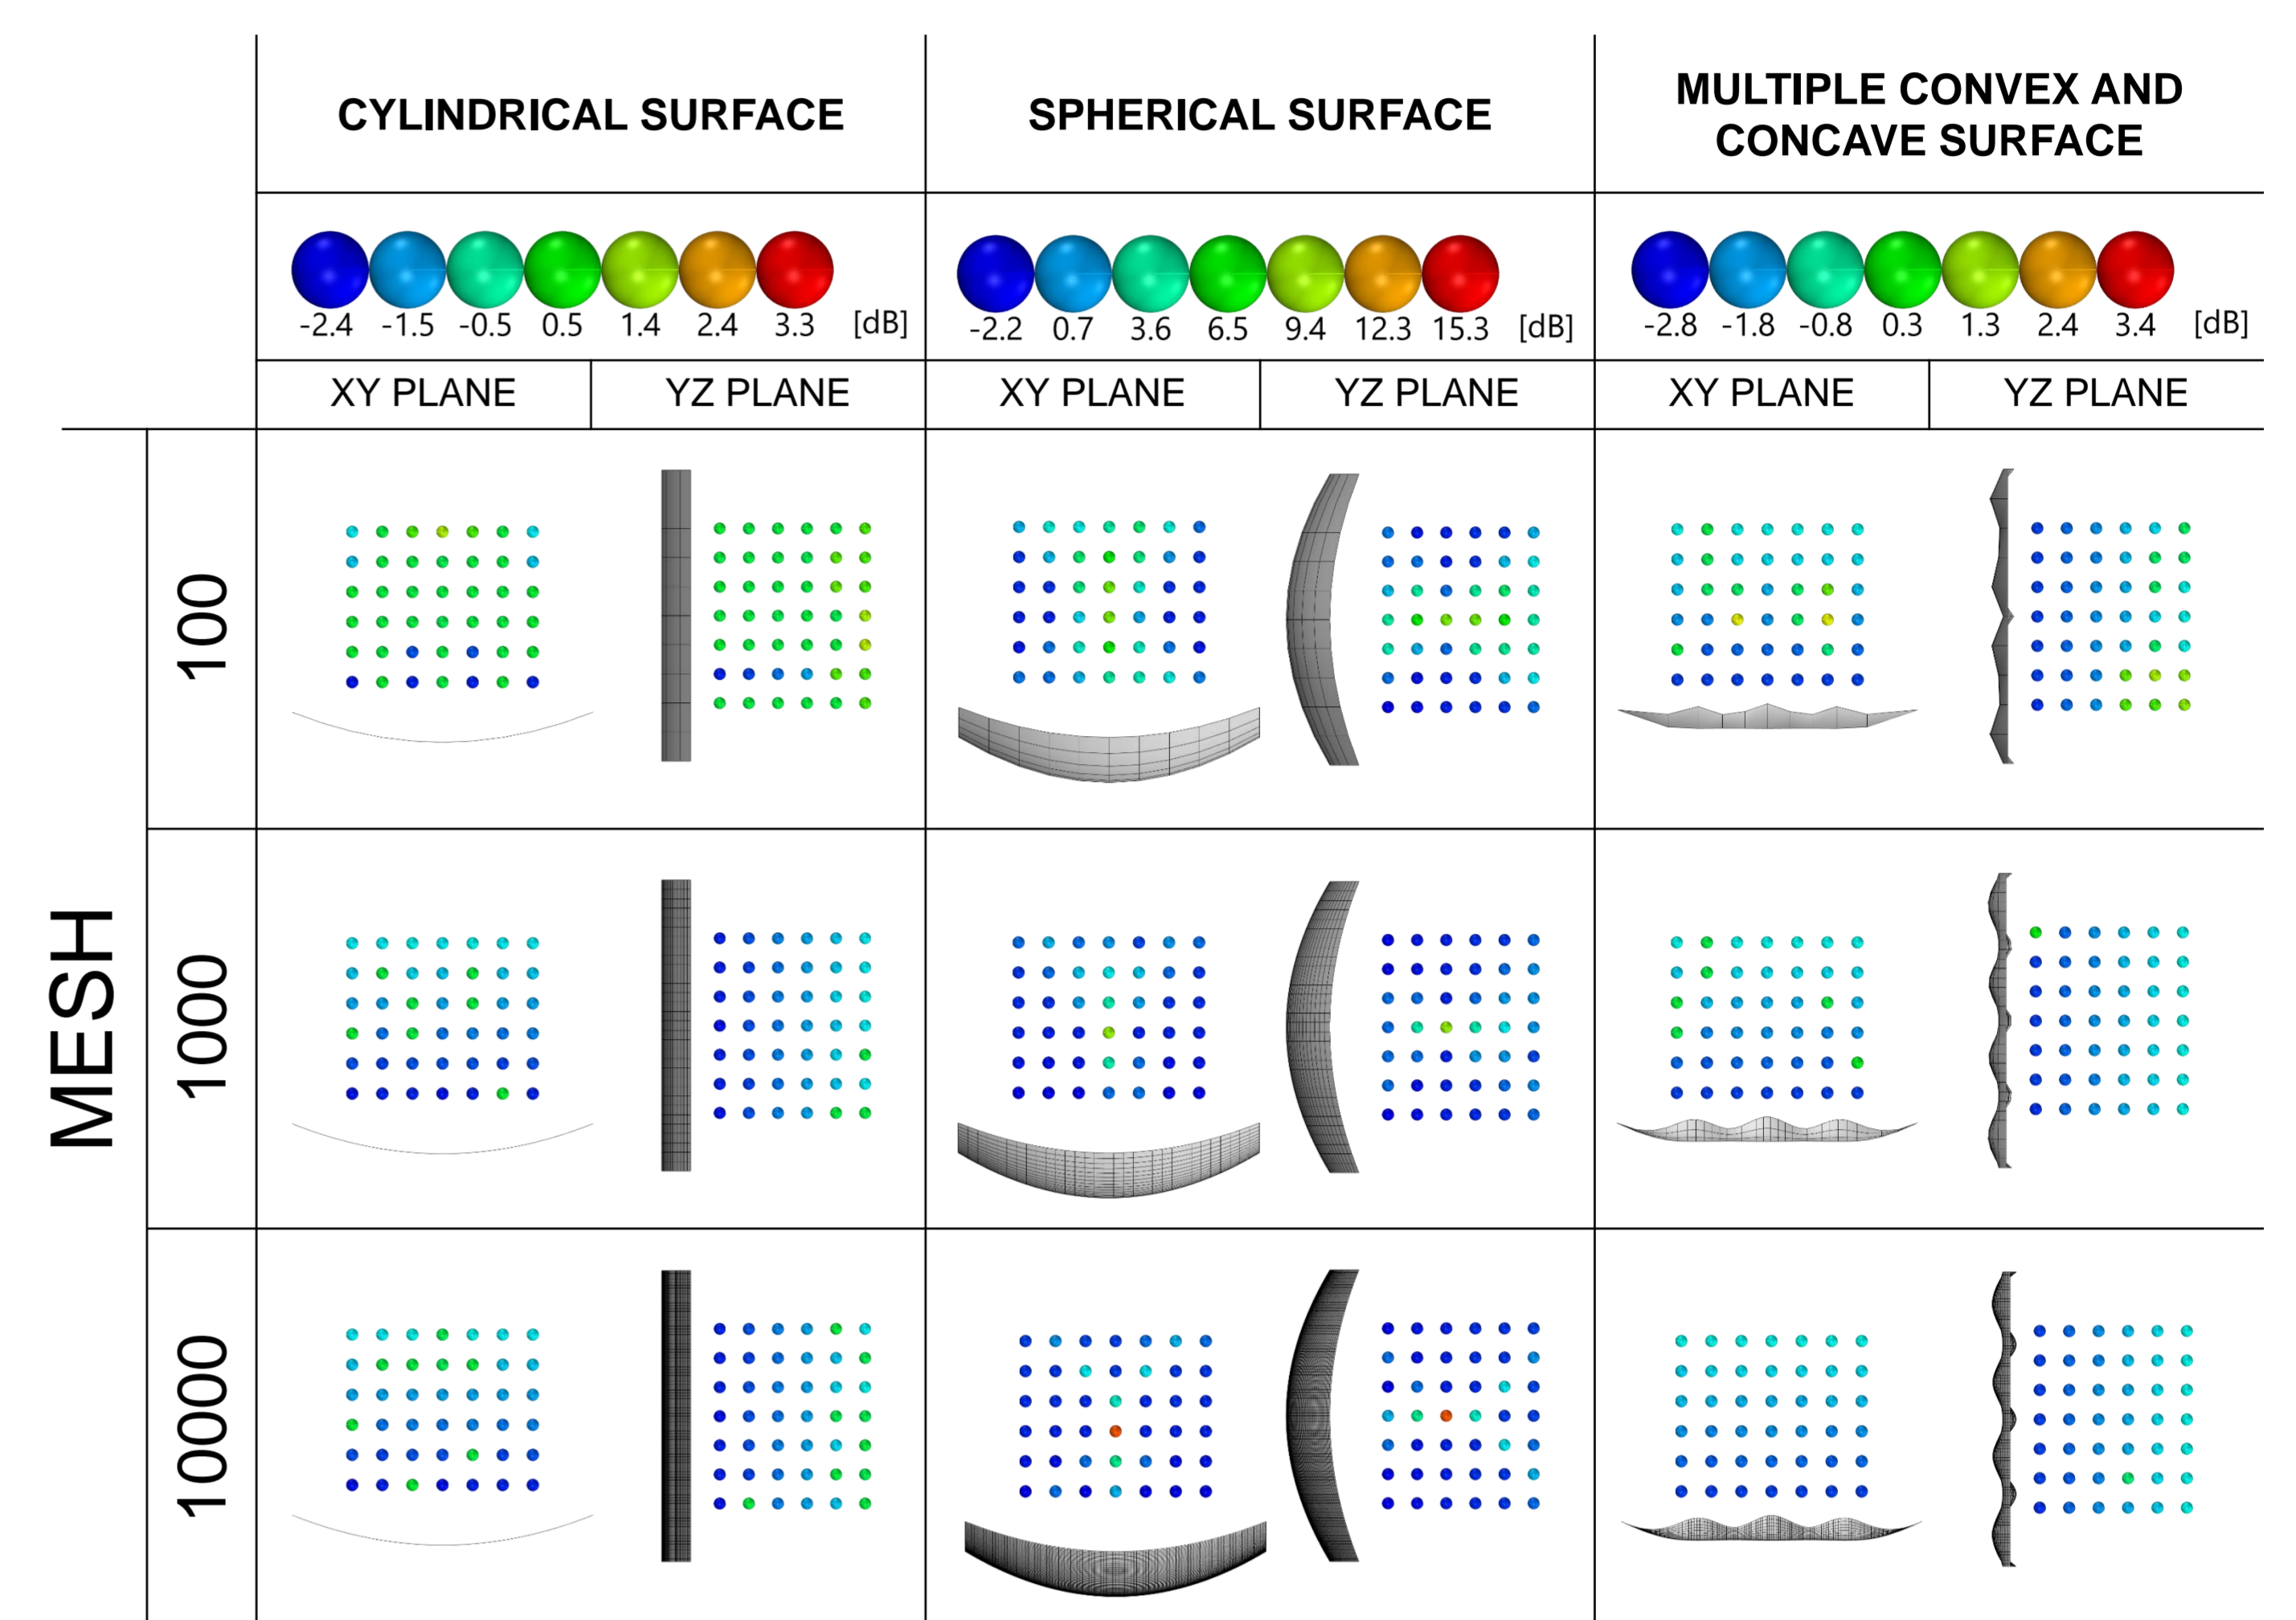 CYLINDRICAL SURFACE
SPHERICAL SURFACE
MULTIPLE CONVEX AND
CONCAVE SURFACE
-2.4 -1.5 -0.5 0.5 1.4 2.4 3.3 [dB]
-2.2 0.7 3.6 6.5 9.4 12.3 15.3 [dB]
-2.8 -1.8 -0.8 0.3 1.3 2.4 3.4 [dB]
XY PLANE
YZ PLANE
XY PLANE
YZ PLANE
XY PLANE
YZ PLANE
MESH
100
1000
10000